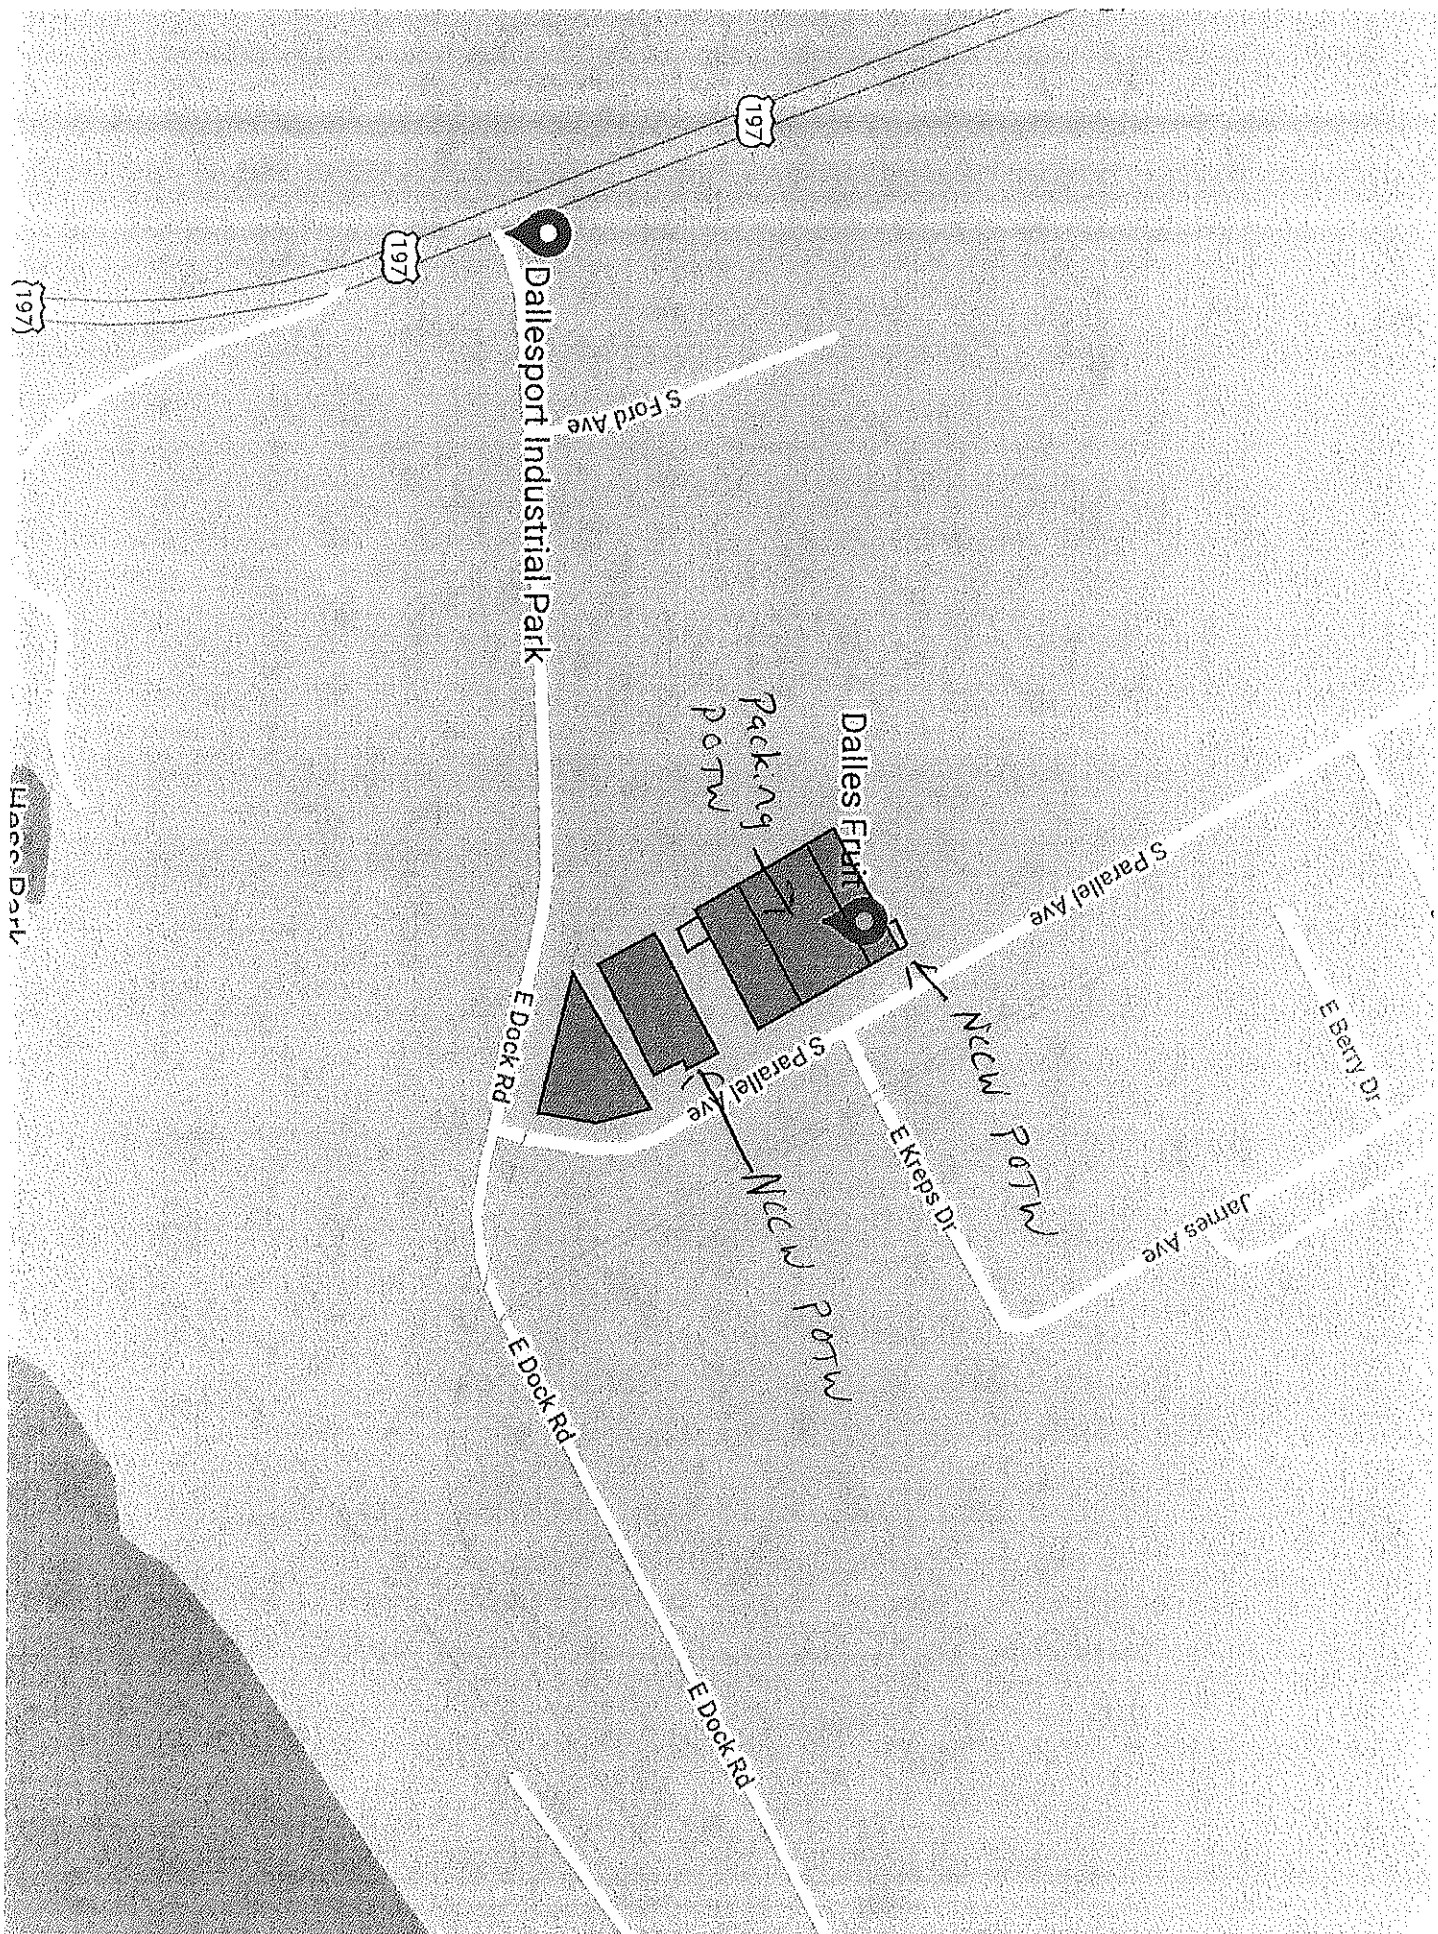 197
197
197
Dallesport Industrial Park
S Ford Ave
Dalles Fruit
Packing
POTW
NCCW POTW
NCCW POTW
S Parallel Ave
S Parallel Ave
E Berry Dr
E Kreps Dr
James Ave
E Dock Rd
E Dock Rd
E Dock Rd